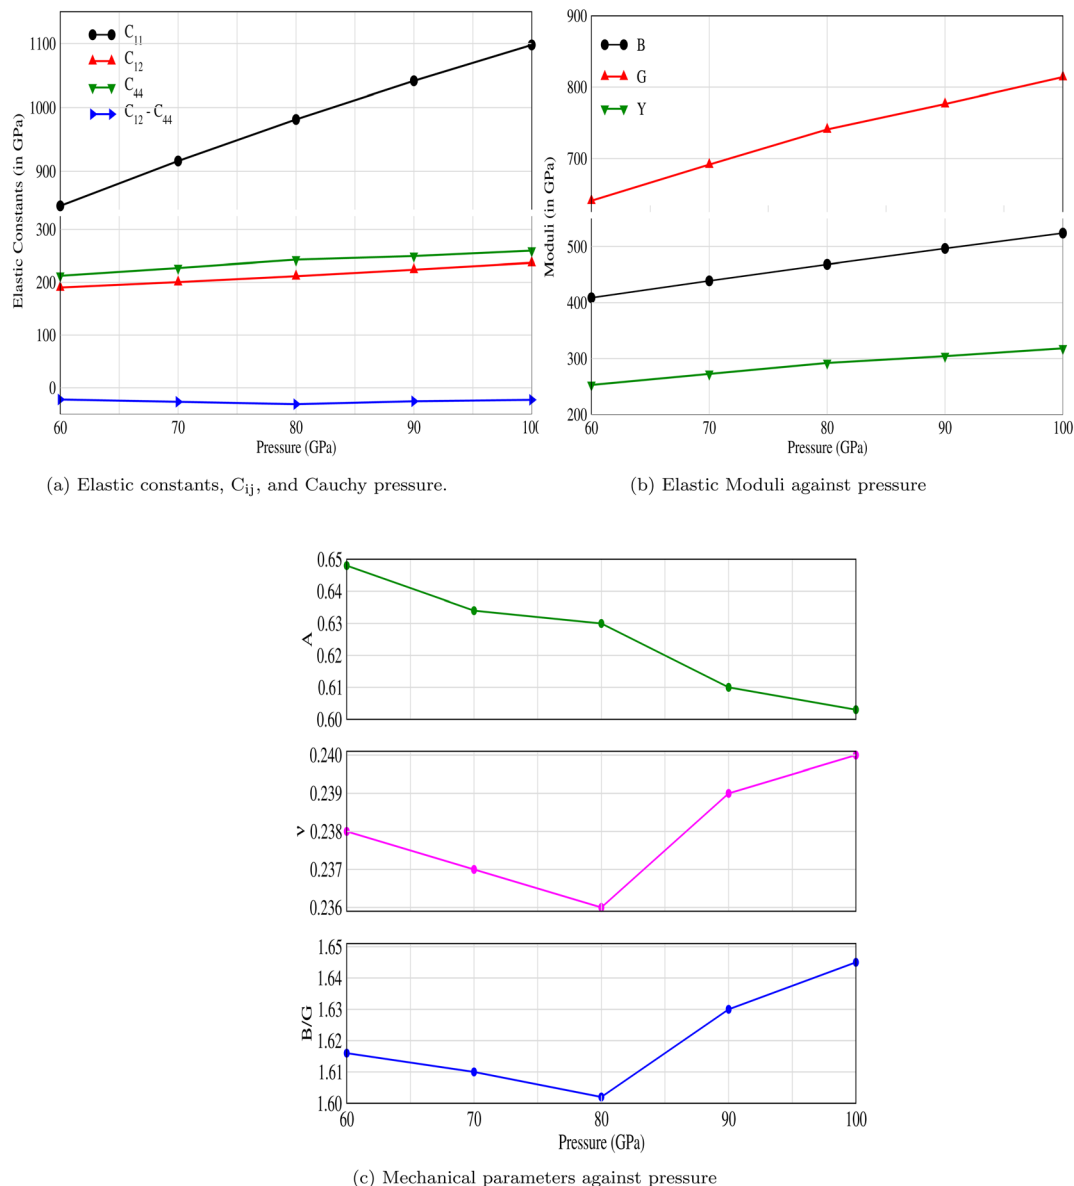 C11
C12
C44
C12 - C44
1100
1000
900
300
200
100
0
Elastic Constants (in GPa)
60 70 80 90 100
Pressure (GPa)
(a) Elastic constants, Cij, and Cauchy pressure.
B
G
Y
900
800
700
500
400
300
200
Moduli (in GPa)
60 70 80 90 100
Pressure (GPa)
(b) Elastic Moduli against pressure
0.65
0.64
0.63
0.62
0.61
0.60
A
0.240
0.239
0.238
0.237
0.236
ν
1.65
1.64
1.63
1.62
1.61
1.60
B/G
60 70 80 90 100
Pressure (GPa)
(c) Mechanical parameters against pressure